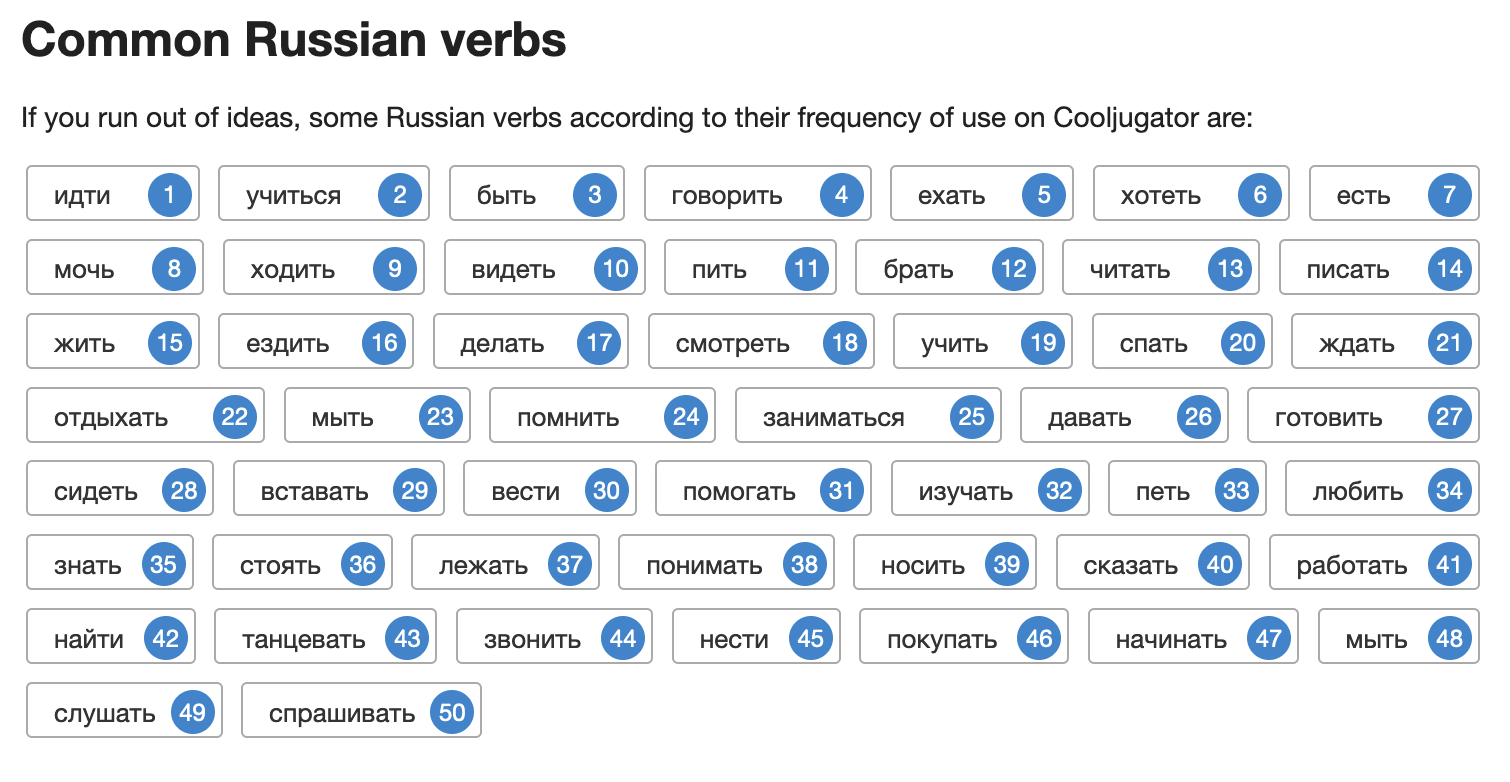 Common Russian verbs
If you run out of ideas, some Russian verbs according to their frequency of use on Cooljugator are:
идти 1 учиться 2 быть 3 говорить 4 ехать 5 хотеть 6 есть 7
мочь 8 ходить 9 видеть 10 пить 11 брать 12 читать 13 писать 14
жить 15 ездить 16 делать 17 смотреть 18 учить 19 спать 20 ждать 21
отдыхать 22 мыть 23 помнить 24 заниматься 25 давать 26 готовить 27
сидеть 28 вставать 29 вести 30 помогать 31 изучать 32 петь 33 любить 34
знать 35 стоять 36 лежать 37 понимать 38 носить 39 сказать 40 работать 41
найти 42 танцевать 43 звонить 44 нести 45 покупать 46 начинать 47 мыть 48
слушать 49 спрашивать 50